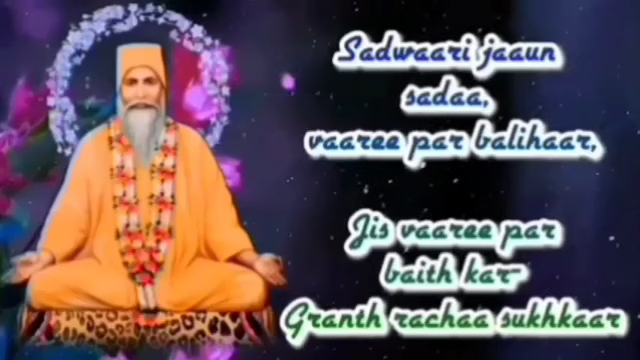 Sadwaari jaaun
sadaa,
vaaree par balihaar,
Jis vaaree par
baith kar-
Granth rachaa sukhkaar